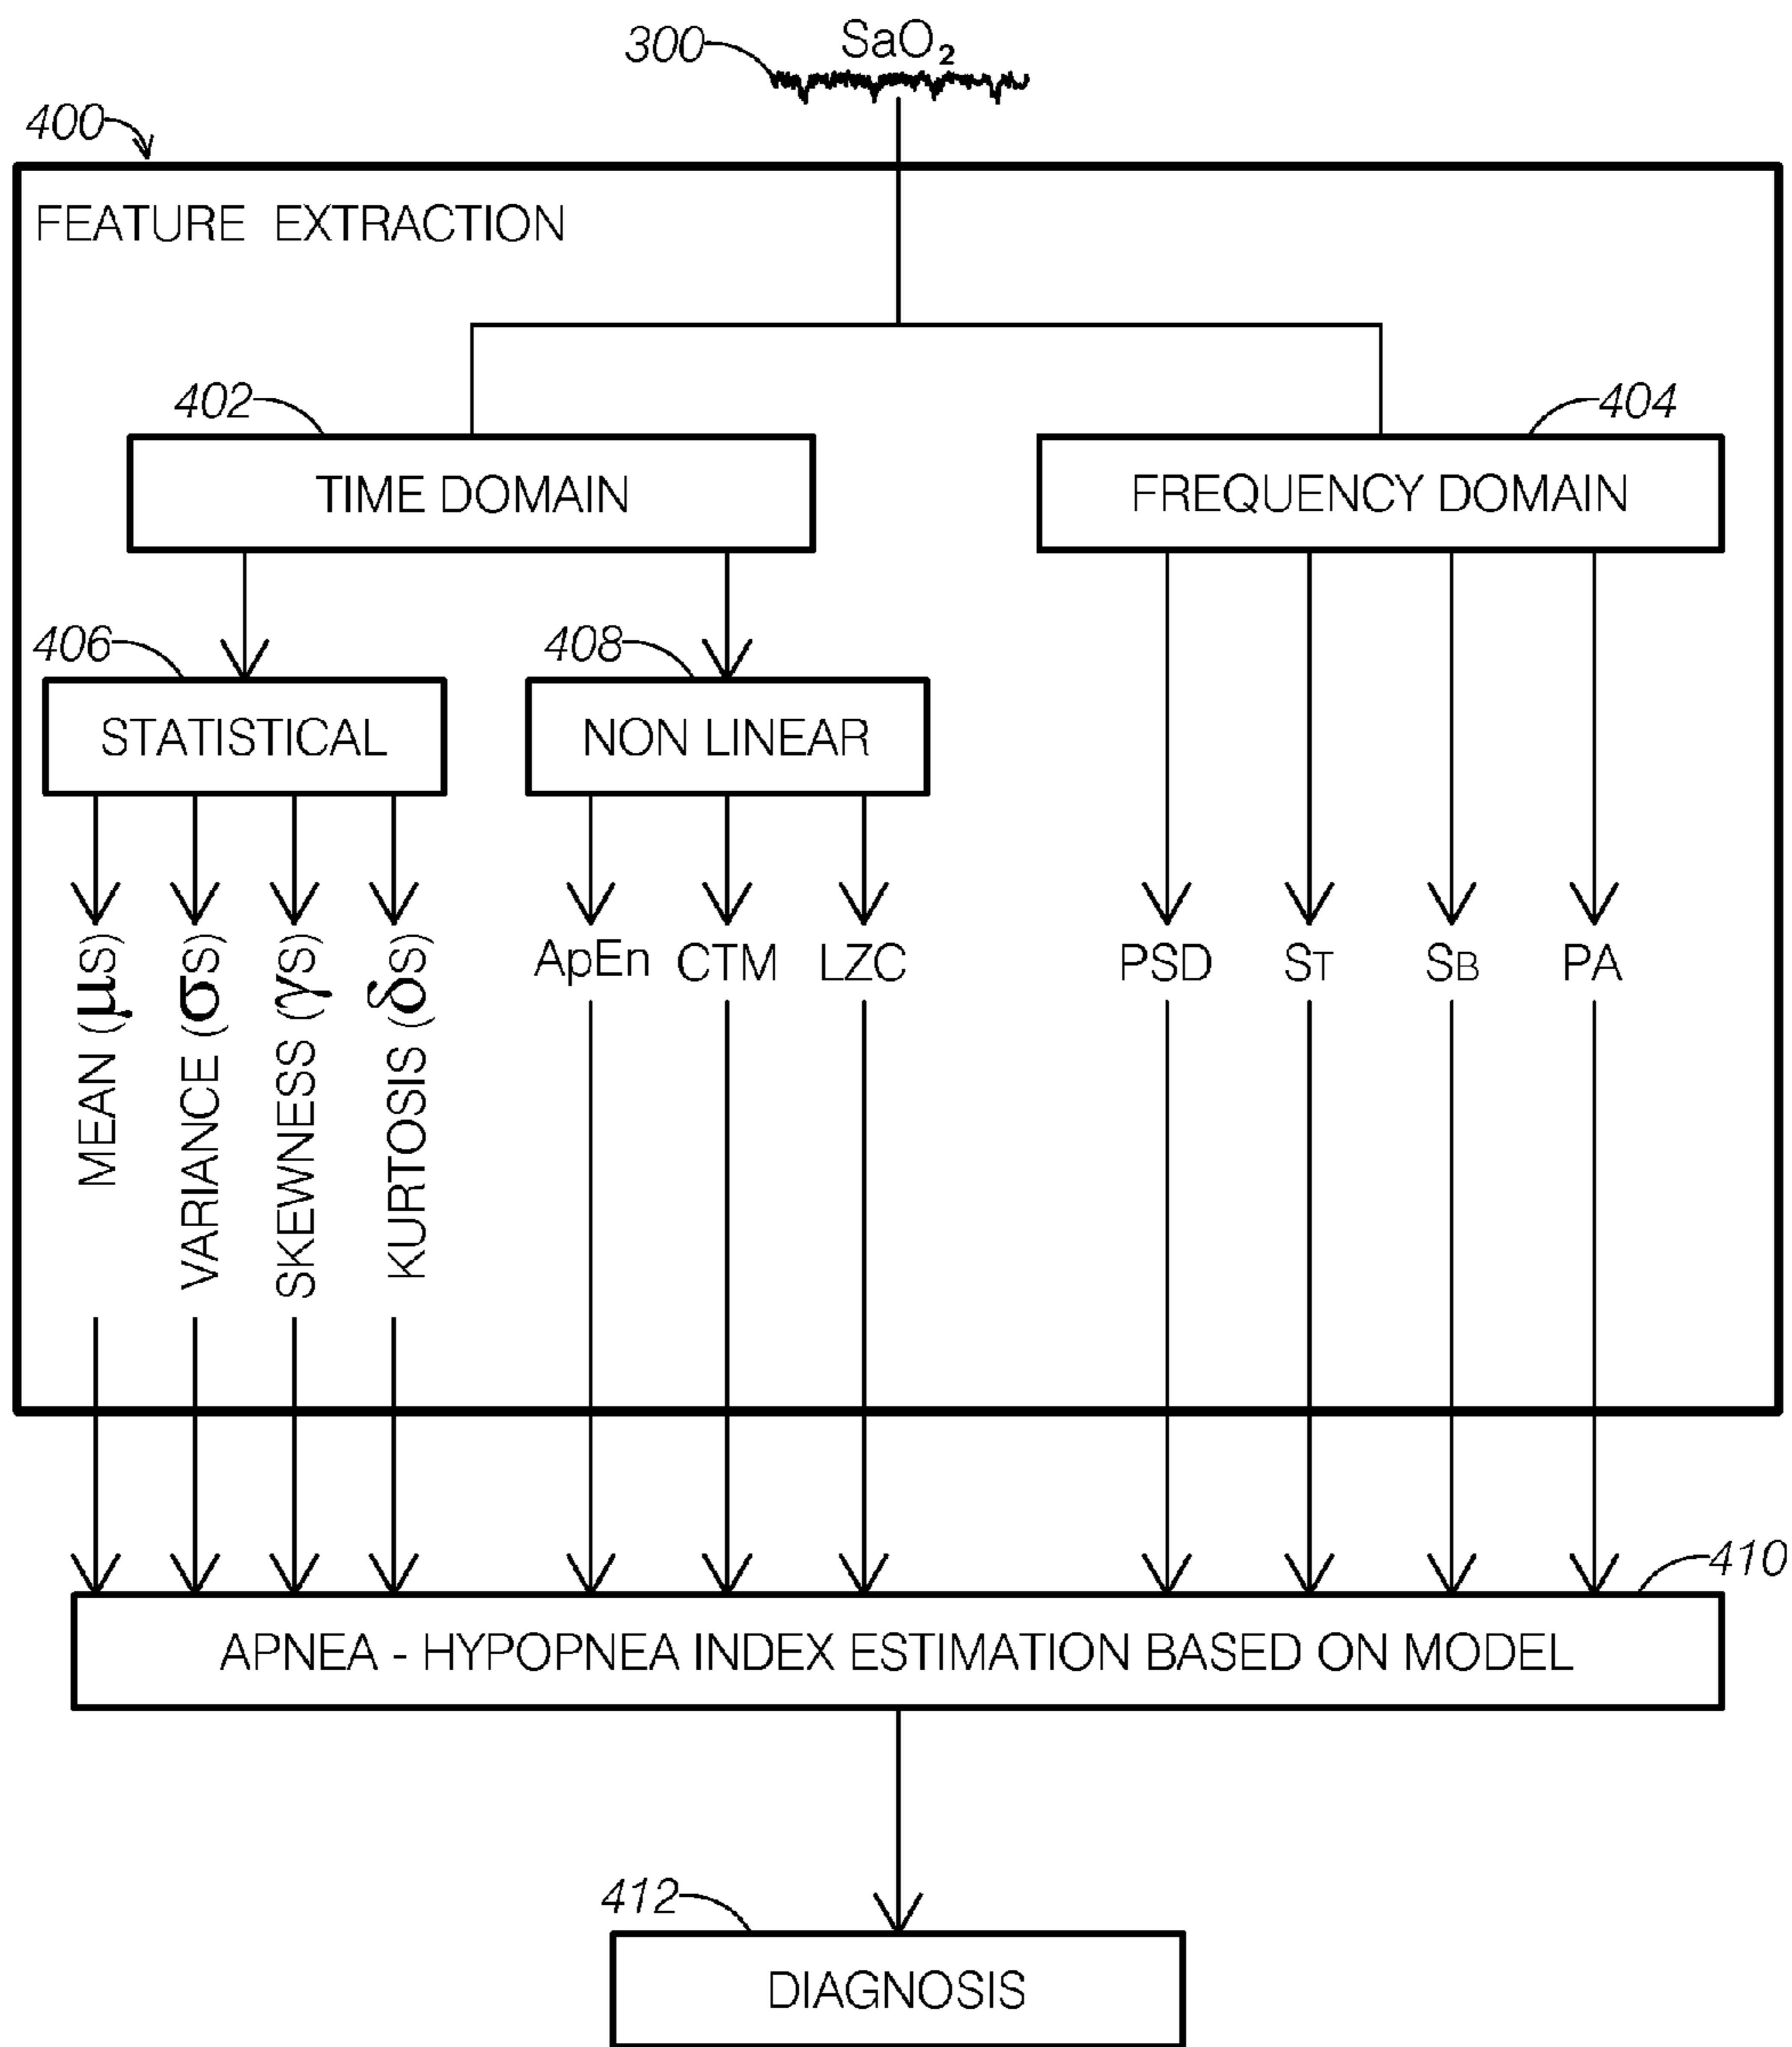 300
SaO₂
400
FEATURE EXTRACTION
402
404
TIME DOMAIN
FREQUENCY DOMAIN
406
408
STATISTICAL
NON LINEAR
MEAN (μs)
VARIANCE (σs)
SKEWNESS (γs)
KURTOSIS (δs)
ApEn
CTM
LZC
PSD
ST
SB
PA
410
APNEA - HYPOPNEA INDEX ESTIMATION BASED ON MODEL
412
DIAGNOSIS